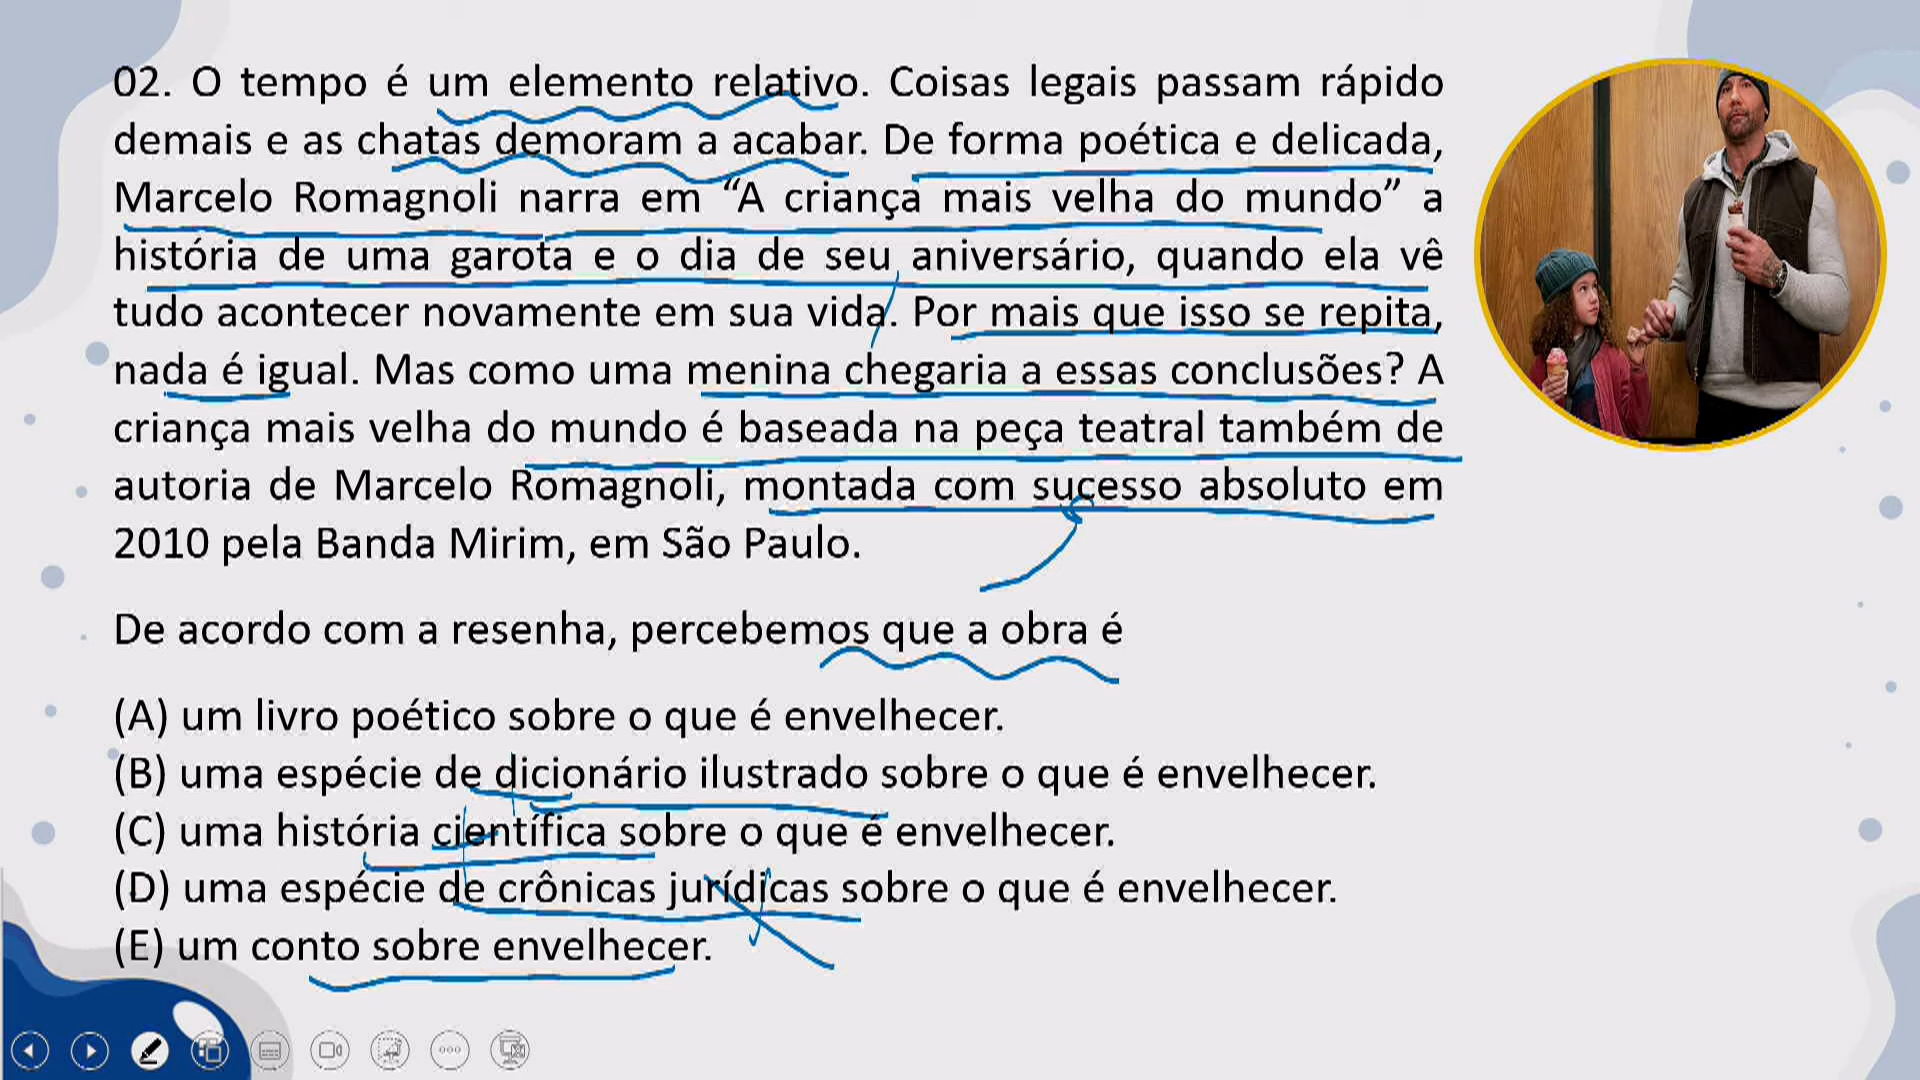 02. O tempo é um elemento relativo. Coisas legais passam rápido
demais e as chatas demoram a acabar. De forma poética e delicada,
Marcelo Romagnoli narra em “A criança mais velha do mundo” a
história de uma garota e o dia de seu aniversário, quando ela vê
tudo acontecer novamente em sua vida. Por mais que isso se repita,
nada é igual. Mas como uma menina chegaria a essas conclusões? A
criança mais velha do mundo é baseada na peça teatral também de
autoria de Marcelo Romagnoli, montada com sucesso absoluto em
2010 pela Banda Mirim, em São Paulo.
De acordo com a resenha, percebemos que a obra é
(A) um livro poético sobre o que é envelhecer.
(B) uma espécie de dicionário ilustrado sobre o que é envelhecer.
(C) uma história científica sobre o que é envelhecer.
(D) uma espécie de crônicas jurídicas sobre o que é envelhecer.
(E) um conto sobre envelhecer.